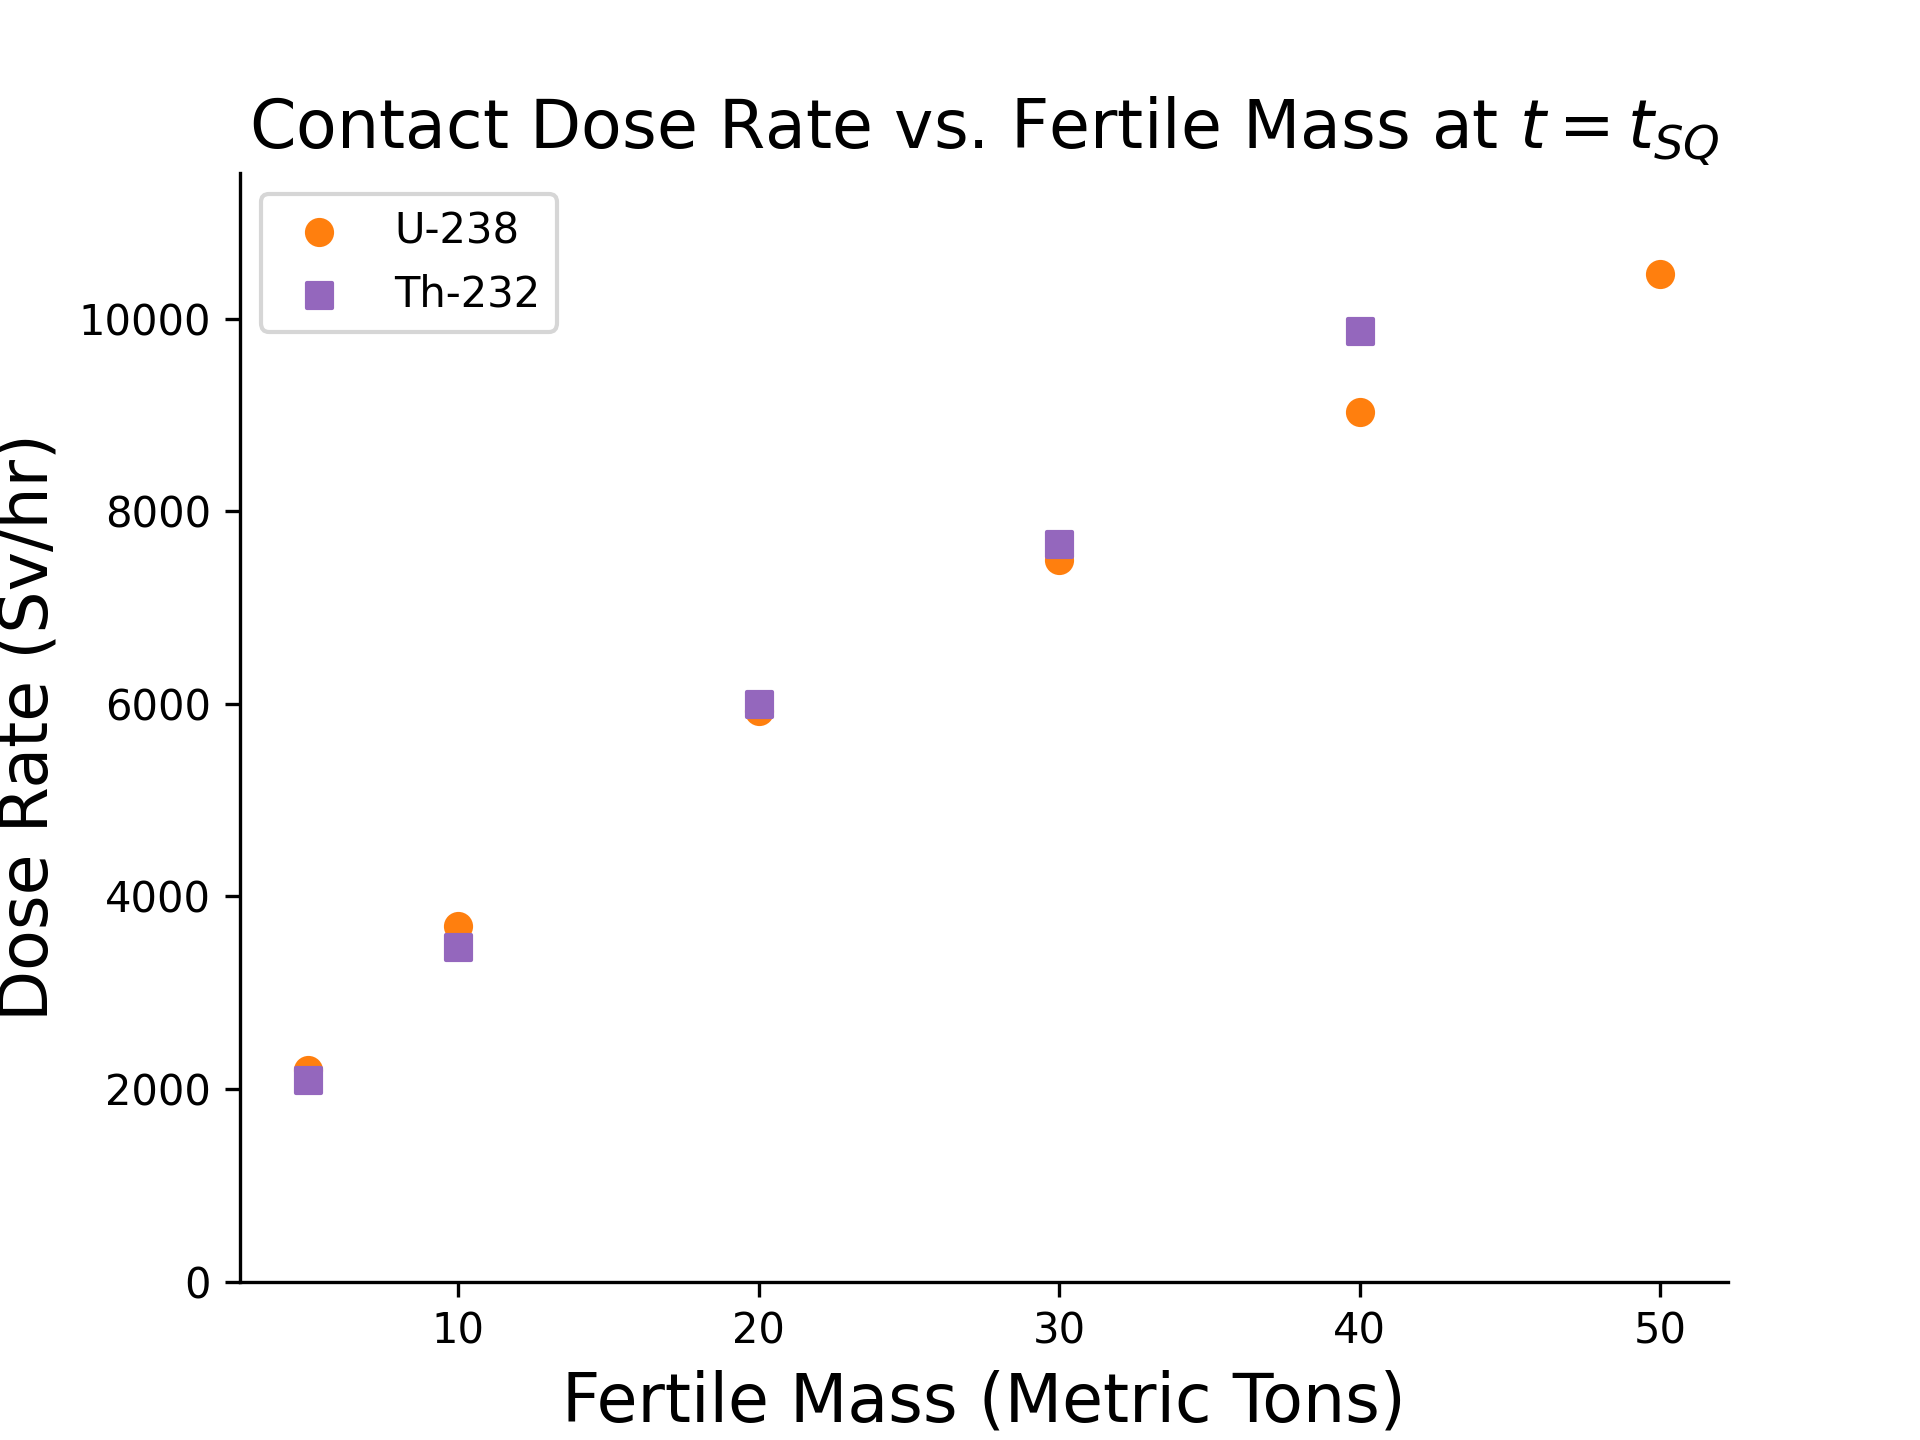 Contact Dose Rate vs. Fertile Mass at t = t_SQ
U-238
Th-232
10000
8000
6000
4000
2000
0
Dose Rate (Sv/hr)
10 20 30 40 50
Fertile Mass (Metric Tons)